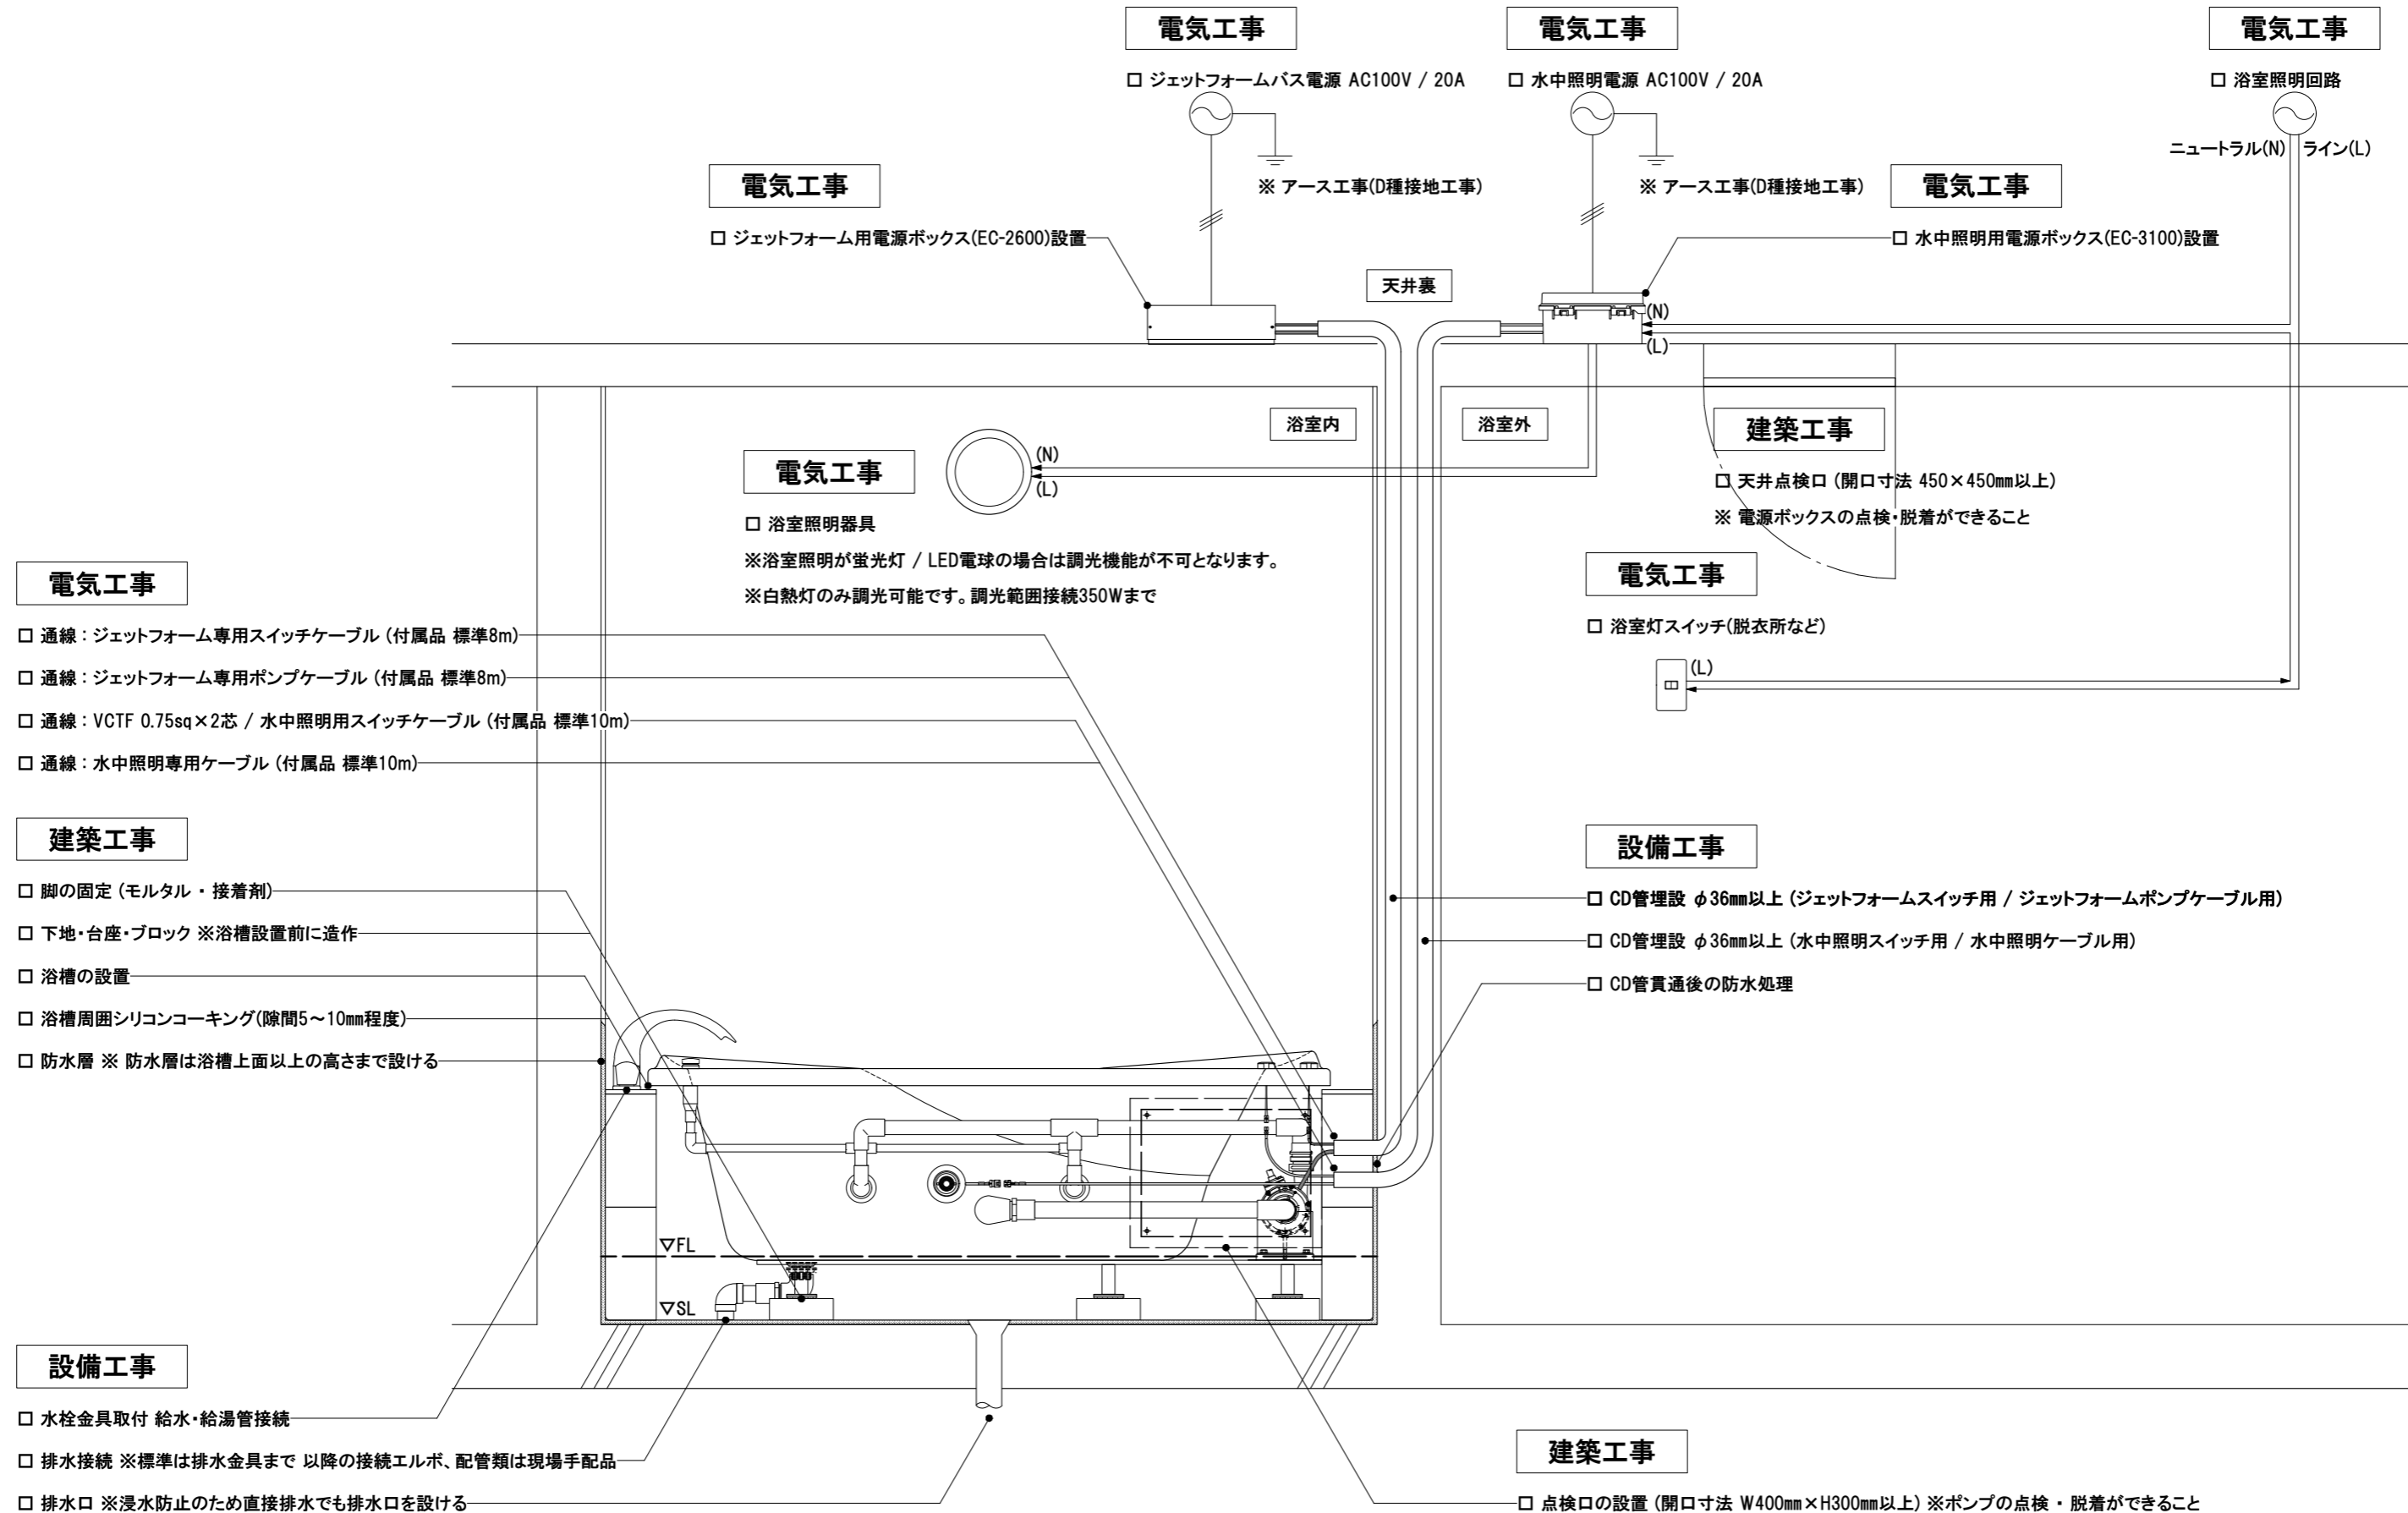 電気工事
□ ジェットフォームバス電源 AC100V / 20A
※ アース工事(D種接地工事)
電気工事
□ 水中照明電源 AC100V / 20A
※ アース工事(D種接地工事)
電気工事
□ 浴室照明回路
ニュートラル(N)
ライン(L)
電気工事
□ ジェットフォーム用電源ボックス(EC-2600)設置
電気工事
□ 水中照明用電源ボックス(EC-3100)設置
天井裏
(N)
(L)
浴室内
浴室外
電気工事
(N)
(L)
□ 浴室照明器具
※浴室照明が蛍光灯 / LED電球の場合は調光機能が不可となります。
※白熱灯のみ調光可能です。調光範囲接続350Wまで
建築工事
□ 天井点検口 (開口寸法 450×450mm以上)
※ 電源ボックスの点検・脱着ができること
電気工事
□ 浴室灯スイッチ(脱衣所など)
(L)
電気工事
□ 通線：ジェットフォーム専用スイッチケーブル (付属品 標準8m)
□ 通線：ジェットフォーム専用ポンプケーブル (付属品 標準8m)
□ 通線：VCTF 0.75sq×2芯 / 水中照明用スイッチケーブル (付属品 標準10m)
□ 通線：水中照明専用ケーブル (付属品 標準10m)
建築工事
□ 脚の固定 (モルタル ・ 接着剤)
□ 下地・台座・ブロック ※浴槽設置前に造作
□ 浴槽の設置
□ 浴槽周囲シリコンコーキング(隙間5～10mm程度)
□ 防水層 ※ 防水層は浴槽上面以上の高さまで設ける
設備工事
□ CD管埋設 φ36mm以上 (ジェットフォームスイッチ用 / ジェットフォームポンプケーブル用)
□ CD管埋設 φ36mm以上 (水中照明スイッチ用 / 水中照明ケーブル用)
□ CD管貫通後の防水処理
▽FL
▽SL
設備工事
□ 水栓金具取付 給水・給湯管接続
□ 排水接続 ※標準は排水金具まで 以降の接続エルボ、配管類は現場手配品
□ 排水口 ※浸水防止のため直接排水でも排水口を設ける
建築工事
□ 点検口の設置 (開口寸法 W400mm×H300mm以上) ※ポンプの点検 ・ 脱着ができること